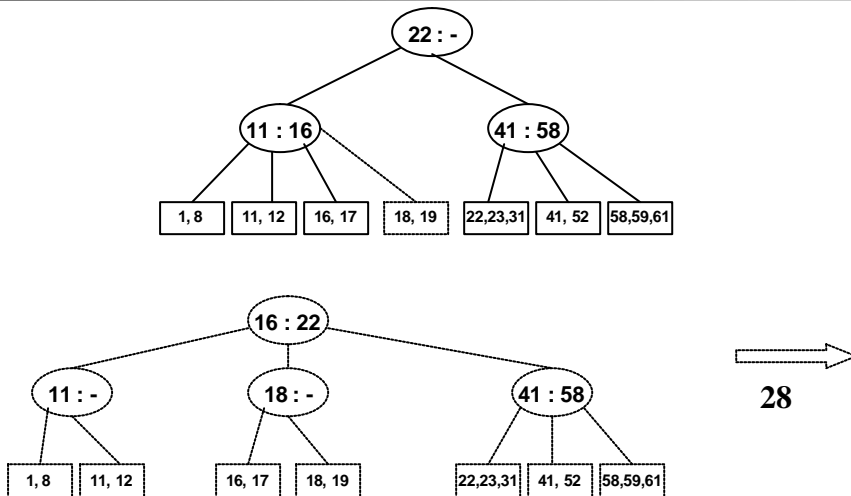 22 : -
11 : 16
41 : 58
1, 8
11, 12
16, 17
18, 19
22,23,31
41, 52
58,59,61
16 : 22
11 : -
18 : -
41 : 58
28
1, 8
11, 12
16, 17
18, 19
22,23,31
41, 52
58,59,61